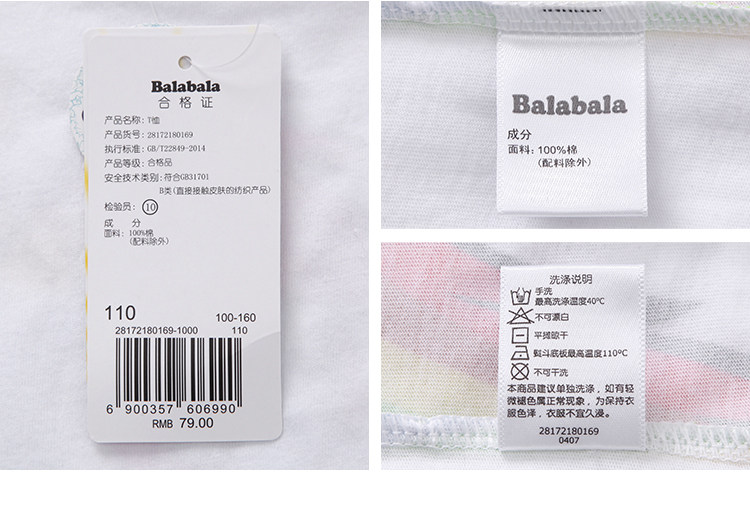 Balabala
合格证
产品名称: T恤
产品货号: 28172180169
执行标准: GB/T22849-2014
产品等级: 合格品
安全技术类别: 符合GB31701
B类(直接接触皮肤的纺织产品)
检验员: 10
成 分
面料: 100%棉
(配料除外)
110 100-160
28172180169-1000 110
6 900357 606990
RMB 79.00
Balabala
成分
面料: 100%棉
(配料除外)
洗涤说明
手洗
最高洗涤温度40℃
不可漂白
平摊晾干
熨斗底板最高温度110℃
不可干洗
本商品建议单独洗涤, 如有轻
微褪色属正常现象, 为保持衣
服色泽, 衣服不宜久浸。
28172180169
0407